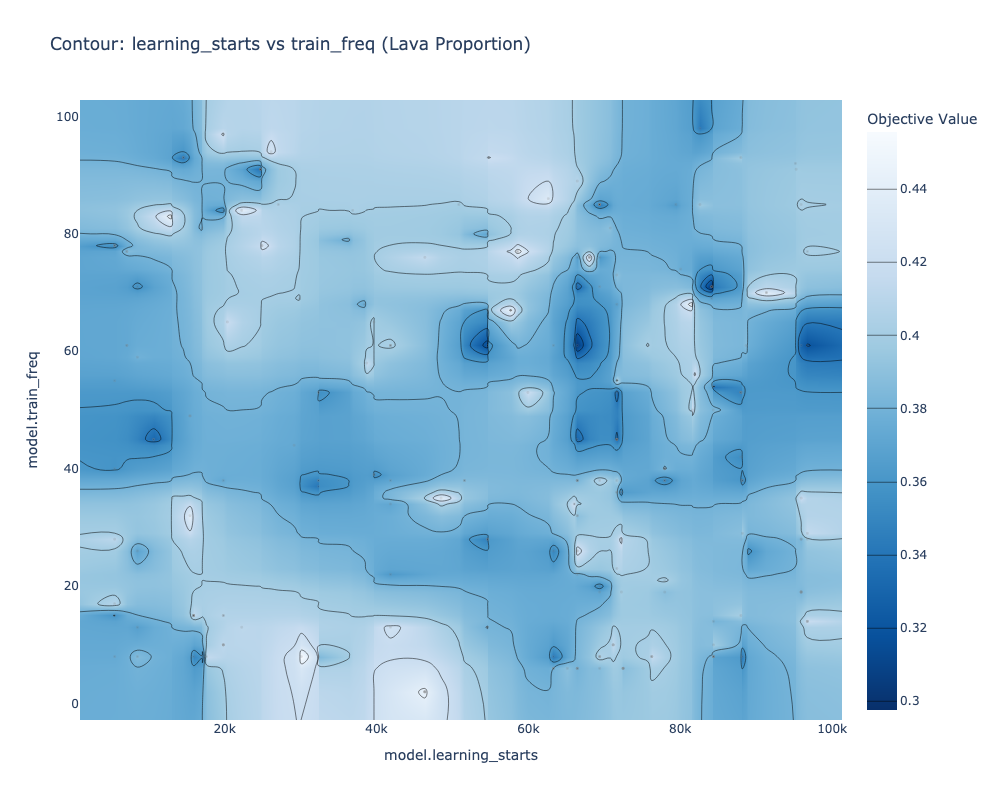 Contour: learning_starts vs train_freq (Lava Proportion)
Objective Value
100
80
60
40
20
0
model.train_freq
20k
40k
60k
80k
100k
model.learning_starts
0.44
0.42
0.4
0.38
0.36
0.34
0.32
0.3